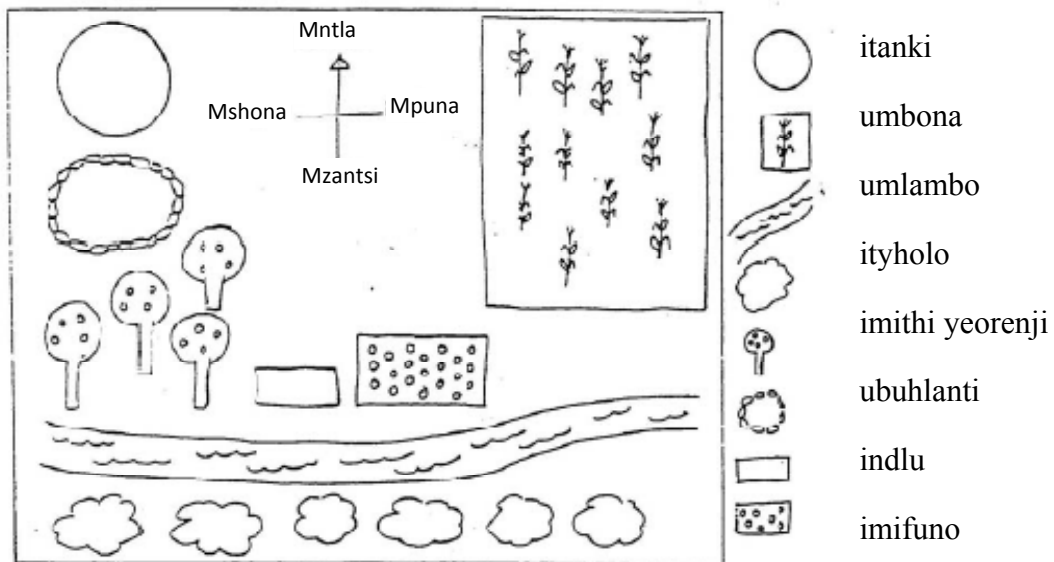 Mntla
Mshona
Mpuna
Mzantsi
itanki
umbona
umlambo
ityholo
imithi yeorenji
ubuhlanti
indlu
imifuno